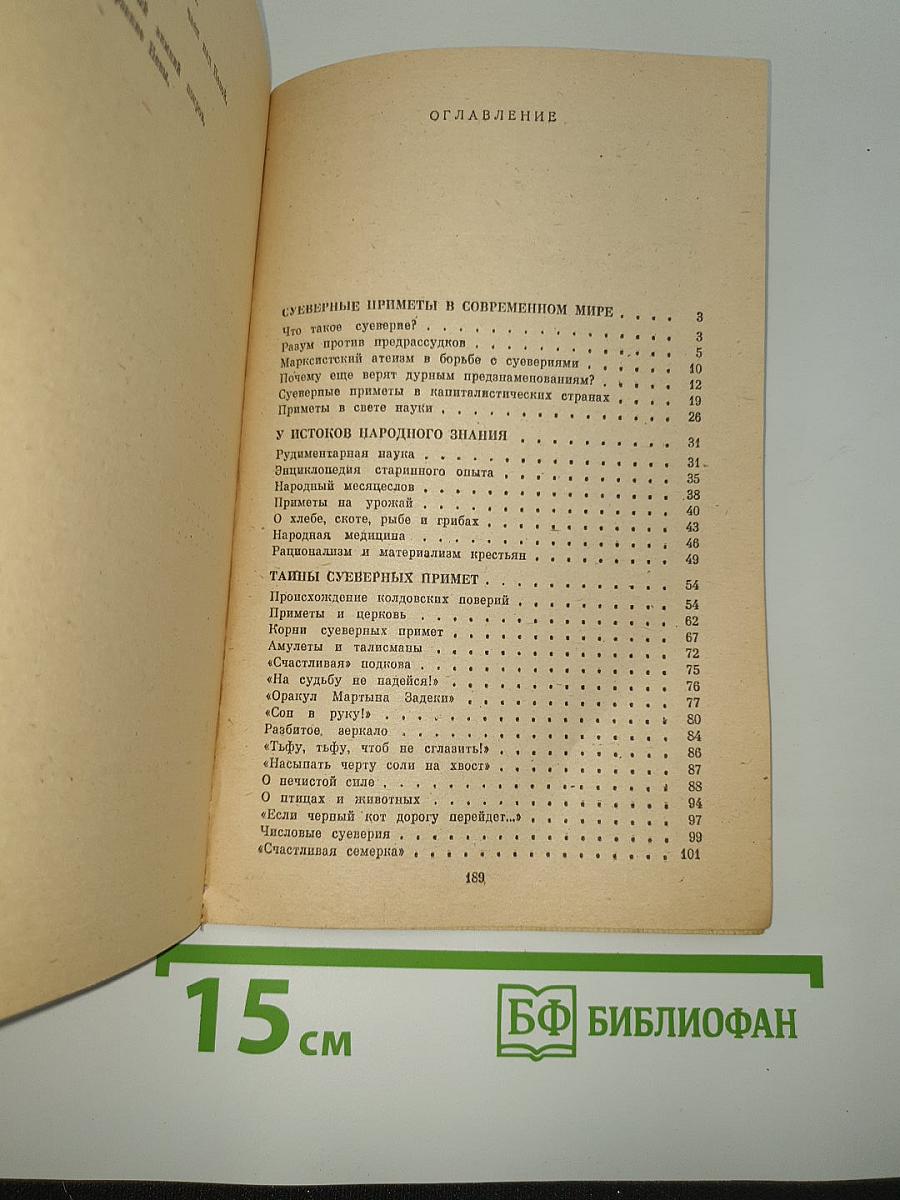 ОГЛАВЛЕНИЕ
СУЕВЕРНЫЕ ПРИМЕТЫ В СОВРЕМЕННОМ МИРЕ . . . . 3
Что такое суеверие? . . . . . . . . . . . . . . . . 3
Разум против предрассудков . . . . . . . . . . . . 5
Марксистский атеизм в борьбе с суевериями . . . . . 10
Почему еще верят дурным предзнаменованиям? . . . . . 12
Суеверные приметы в капиталистических странах . . . . 19
Приметы в свете науки . . . . . . . . . . . . . . 26
У ИСТОКОВ НАРОДНОГО ЗНАНИЯ . . . . . . . . . . 31
Рудиментарная наука . . . . . . . . . . . . . . . 31
Энциклопедия старинного опыта . . . . . . . . . . 35
Народный месяцеслов . . . . . . . . . . . . . . . 38
Приметы на урожай . . . . . . . . . . . . . . . 40
О хлебе, скоте, рыбе и грибах . . . . . . . . . . . 43
Народная медицина . . . . . . . . . . . . . . . 46
Рационализм и материализм крестьян . . . . . . . . 49
ТАЙНЫ СУЕВЕРНЫХ ПРИМЕТ . . . . . . . . . . . 54
Происхождение колдовских поверий . . . . . . . . . 54
Приметы и церковь . . . . . . . . . . . . . . . 62
Корни суеверных примет . . . . . . . . . . . . . 67
Амулеты и талисманы . . . . . . . . . . . . . . 72
«Счастливая» подкова . . . . . . . . . . . . . . 75
«На судьбу не надейся!» . . . . . . . . . . . . . 76
«Оракул Мартына Задеки» . . . . . . . . . . . . 77
«Сон в руку!» . . . . . . . . . . . . . . . . . 80
Разбитое зеркало . . . . . . . . . . . . . . . . 84
«Тьфу, тьфу, чтоб не сглазить!» . . . . . . . . . . 86
«Насыпать черту соли на хвост» . . . . . . . . . . 87
О нечистой силе . . . . . . . . . . . . . . . . . 88
О птицах и животных . . . . . . . . . . . . . . 94
«Если черный кот дорогу перейдет...» . . . . . . . . 97
Числовые суеверия . . . . . . . . . . . . . . . . 99
«Счастливая семерка» . . . . . . . . . . . . . . . 101
189
15 см
БФ БИБЛИОФАН